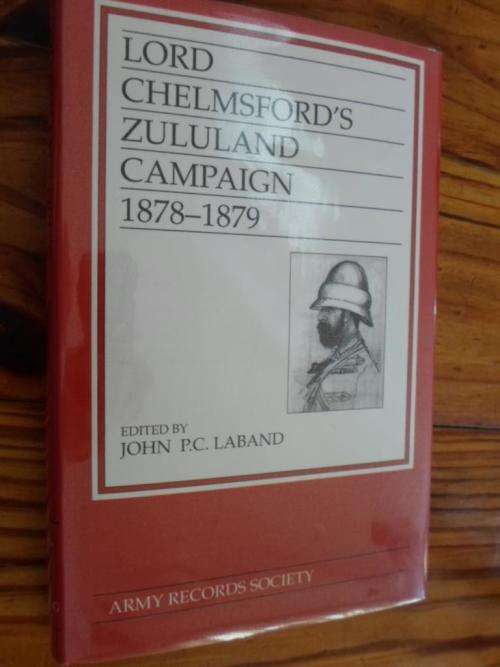 LORD
CHELMSFORD'S
ZULULAND
CAMPAIGN
1878–1879
EDITED BY
JOHN P.C. LABAND
ARMY RECORDS SOCIETY